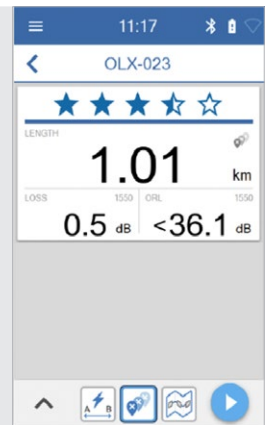 11:17
OLX-023
LENGTH
1.01 km
LOSS 1550 ORL 1550
0.5 dB <36.1 dB
A B